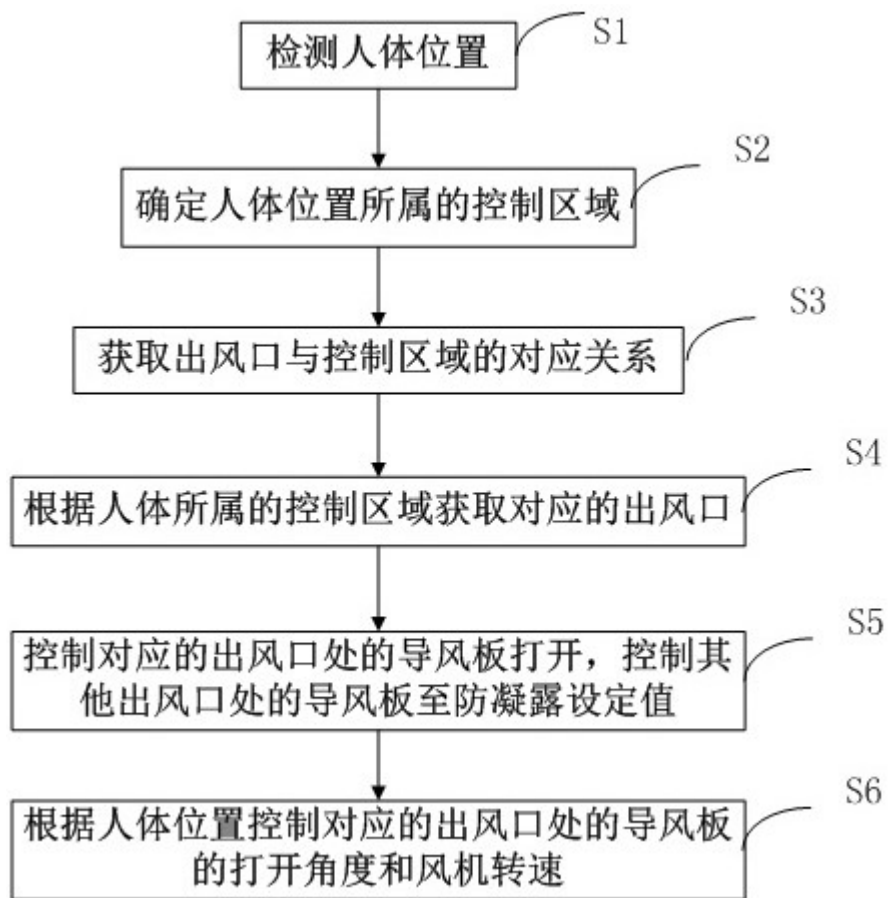 检测人体位置
S1
确定人体位置所属的控制区域
S2
获取出风口与控制区域的对应关系
S3
根据人体所属的控制区域获取对应的出风口
S4
控制对应的出风口处的导风板打开，控制其
他出风口处的导风板至防凝露设定值
S5
根据人体位置控制对应的出风口处的导风板
的打开角度和风机转速
S6